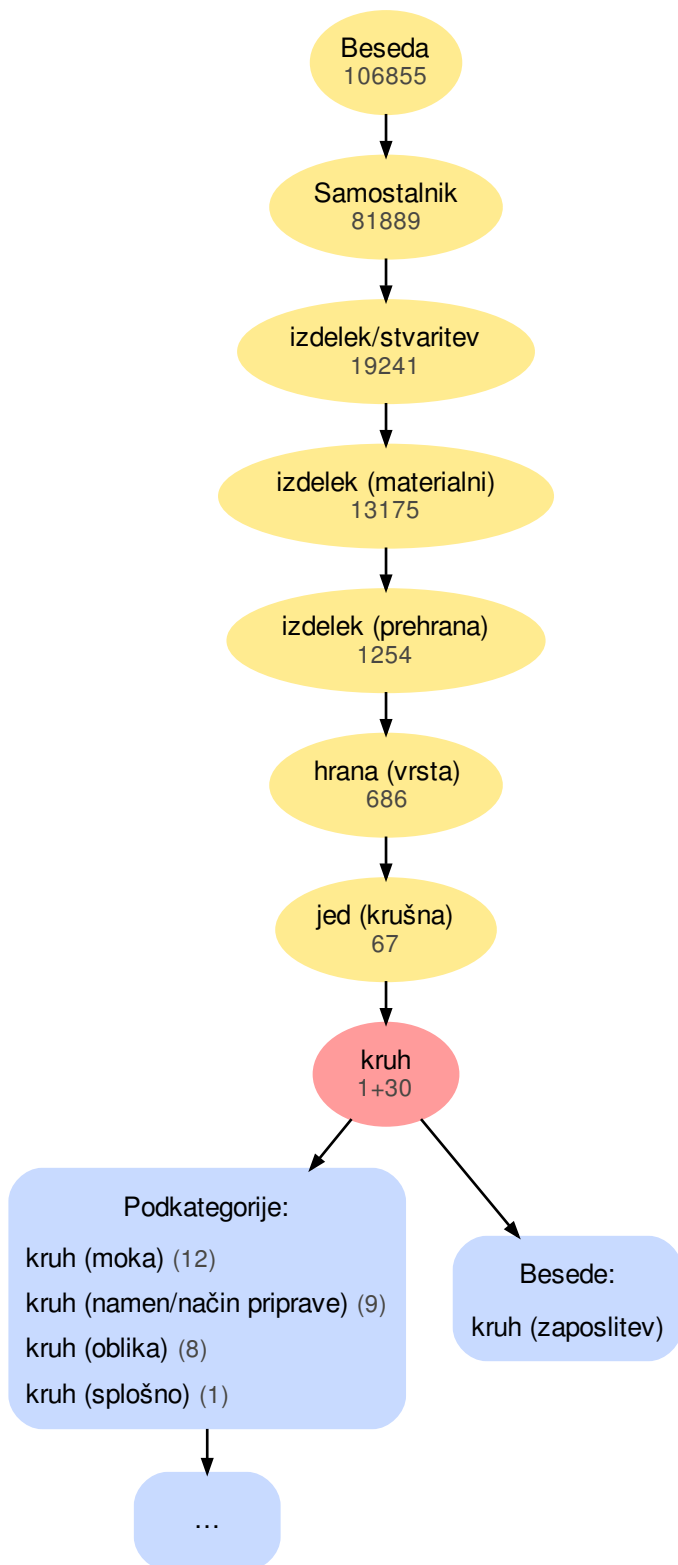 Beseda
106855
Samostalnik
81889
izdelek/stvaritev
19241
izdelek (materialni)
13175
izdelek (prehrana)
1254
hrana (vrsta)
686
jed (krušna)
67
kruh
1+30
Podkategorije:
kruh (moka) (12)
kruh (namen/način priprave) (9)
kruh (oblika) (8)
kruh (splošno) (1)
Besede:
kruh (zaposlitev)
…